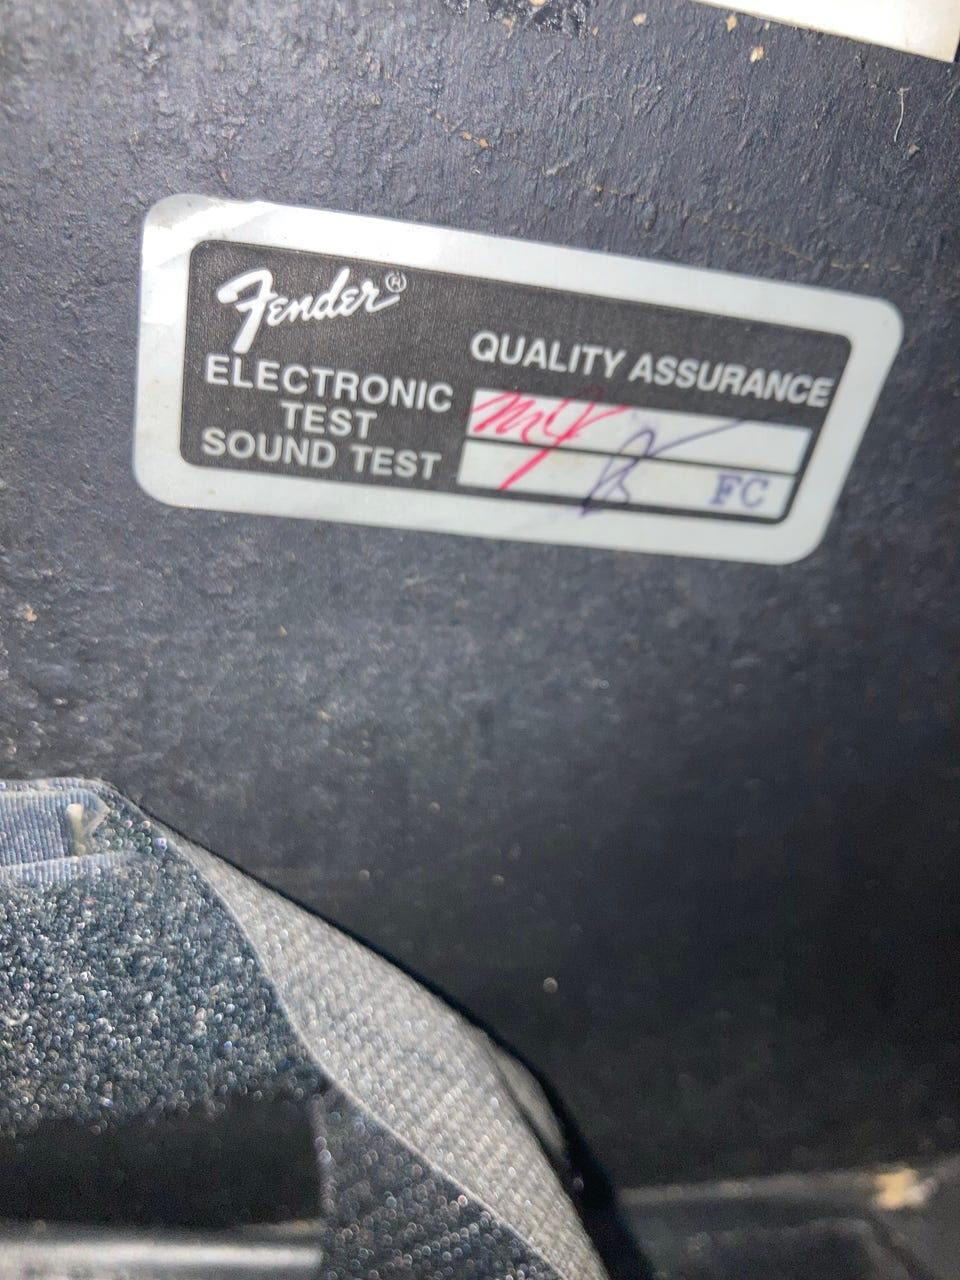 Fender®
QUALITY ASSURANCE
ELECTRONIC
TEST
SOUND TEST
FC